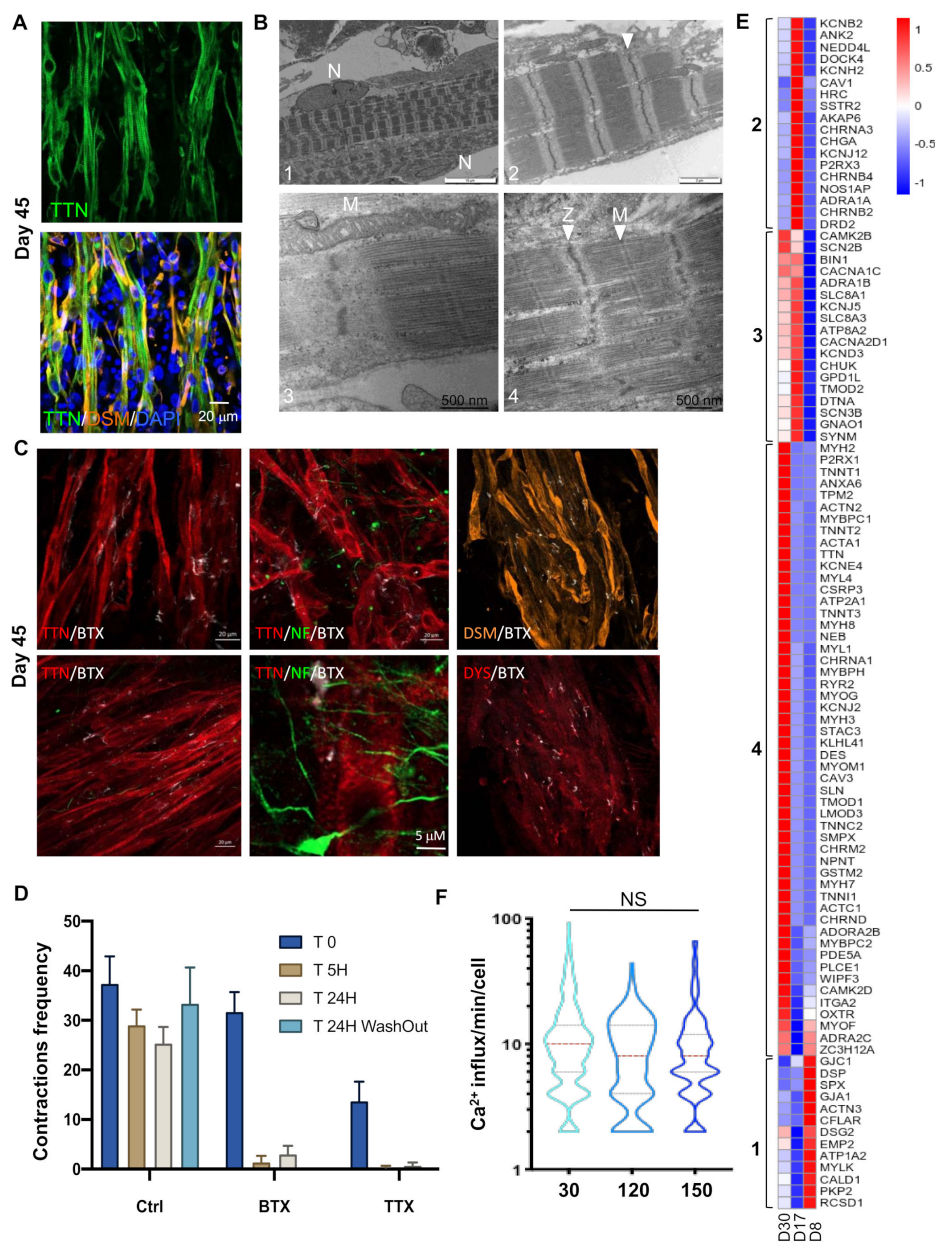 A
Day 45
TTN
TTN/DSM/DAPI
20 µm
B
N
N
1
2
M
3
500 nm
Z
M
4
500 nm
C
Day 45
TTN/BTX
20 µm
TTN/NF/BTX
20 µm
DSM/BTX
TTN/BTX
TTN/NF/BTX
5 µM
DYS/BTX
D
Contractions frequency
50
40
30
20
10
0
T 0
T 5H
T 24H
T 24H WashOut
Ctrl
BTX
TTX
F
NS
Ca²⁺ influx/min/cell
100
10
1
30
120
150
E
1
0.5
0
-0.5
-1
2
KCNB2
ANK2
NEDD4L
DOCK4
KCNH2
CAV1
HRC
SSTR2
AKAP6
CHRNA3
CHGA
KCNJ12
P2RX3
CHRNB4
NOS1AP
ADRA1A
CHRNB2
DRD2
3
CAMK2B
SCN2B
BIN1
CACNA1C
ADRA1B
SLC8A1
KCNJ5
SLC8A3
ATP8A2
CACNA2D1
KCND3
CHUK
GPD1L
TMOD2
DTNA
SCN3B
GNAO1
SYNM
4
MYH2
P2RX1
TNNT1
ANXA6
TPM2
ACTN2
MYBPC1
TNNT2
ACTA1
TTN
KCNE4
MYL4
CSRP3
ATP2A1
TNNT3
MYH8
NEB
MYL1
CHRNA1
MYBPH
RYR2
MYOG
KCNJ2
MYH3
STAC3
KLHL41
DES
MYOM1
CAV3
SLN
TMOD1
LMOD3
TNNC2
SMPX
CHRM2
NPNT
GSTM2
MYH7
TNNI1
ACTC1
CHRND
ADORA2B
MYBPC2
PDE5A
PLCE1
WIPF3
CAMK2D
ITGA2
OXTR
MYOF
ADRA2C
ZC3H12A
1
GJC1
DSP
SPX
GJA1
ACTN3
CFLAR
DSG2
EMP2
ATP1A2
MYLK
CALD1
PKP2
RCSD1
D30
D17
D8